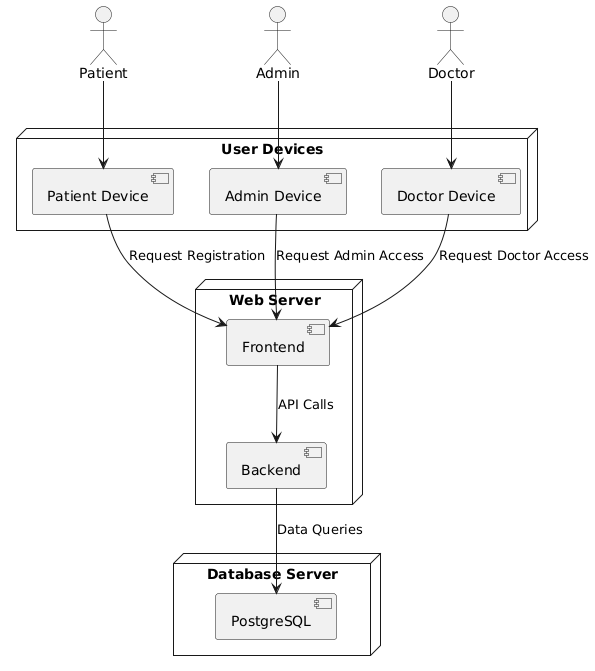 Patient
Admin
Doctor
User Devices
Patient Device
Admin Device
Doctor Device
Request Registration
Request Admin Access
Request Doctor Access
Web Server
Frontend
API Calls
Backend
Data Queries
Database Server
PostgreSQL